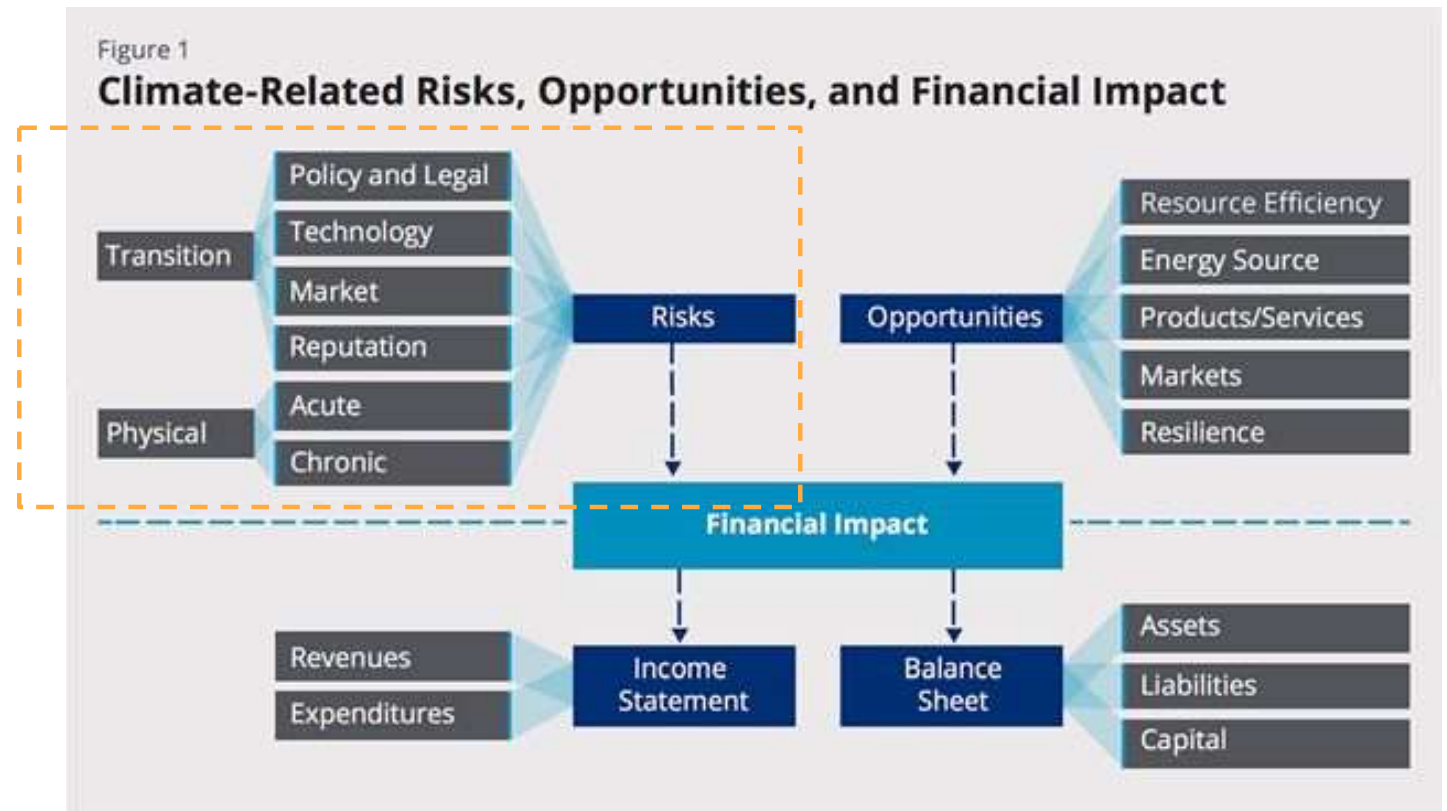 Figure 1
Climate-Related Risks, Opportunities, and Financial Impact
Transition
Physical
Policy and Legal
Technology
Market
Reputation
Acute
Chronic
Risks
Opportunities
Resource Efficiency
Energy Source
Products/Services
Markets
Resilience
Financial Impact
Revenues
Expenditures
Income
Statement
Balance
Sheet
Assets
Liabilities
Capital